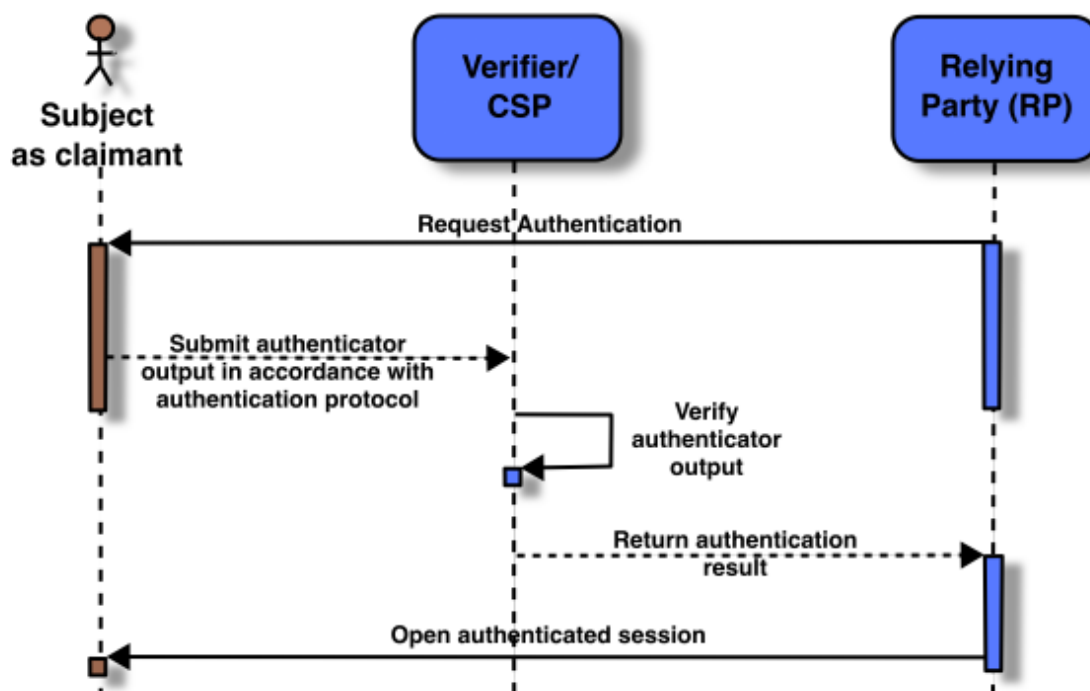 Subject
as claimant
Verifier/
CSP
Relying
Party (RP)
Request Authentication
Submit authenticator
output in accordance with
authentication protocol
Verify
authenticator
output
Return authentication
result
Open authenticated session